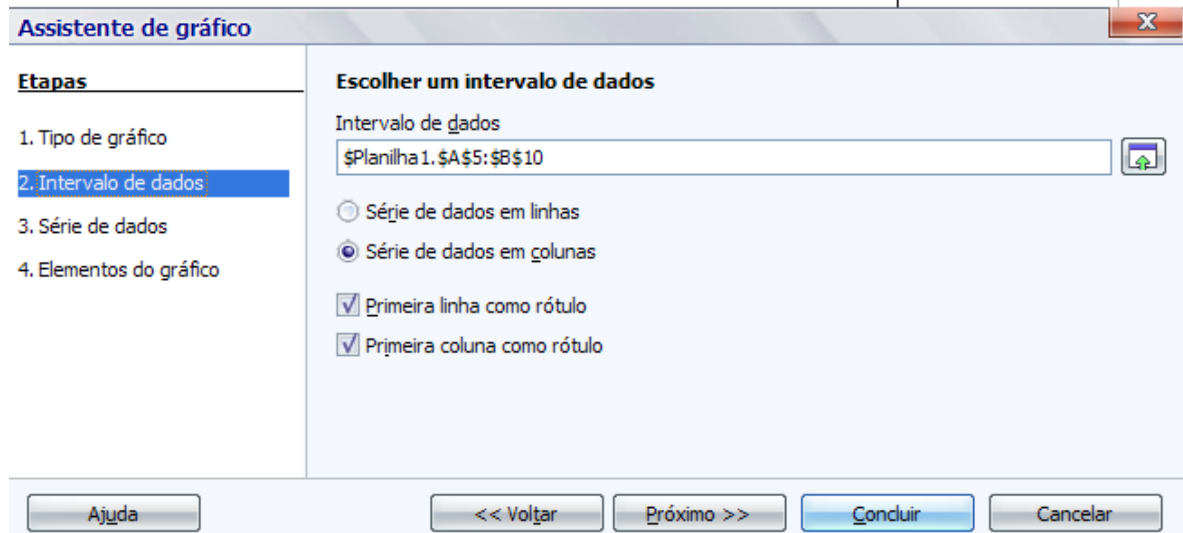 Assistente de gráfico
Etapas
1. Tipo de gráfico
2. Intervalo de dados
3. Série de dados
4. Elementos do gráfico
Escolher um intervalo de dados
Intervalo de dados
$Planilha1.$A$5:$B$10
Série de dados em linhas
Série de dados em colunas
Primeira linha como rótulo
Primeira coluna como rótulo
Ajuda
<< Voltar
Próximo >>
Concluir
Cancelar